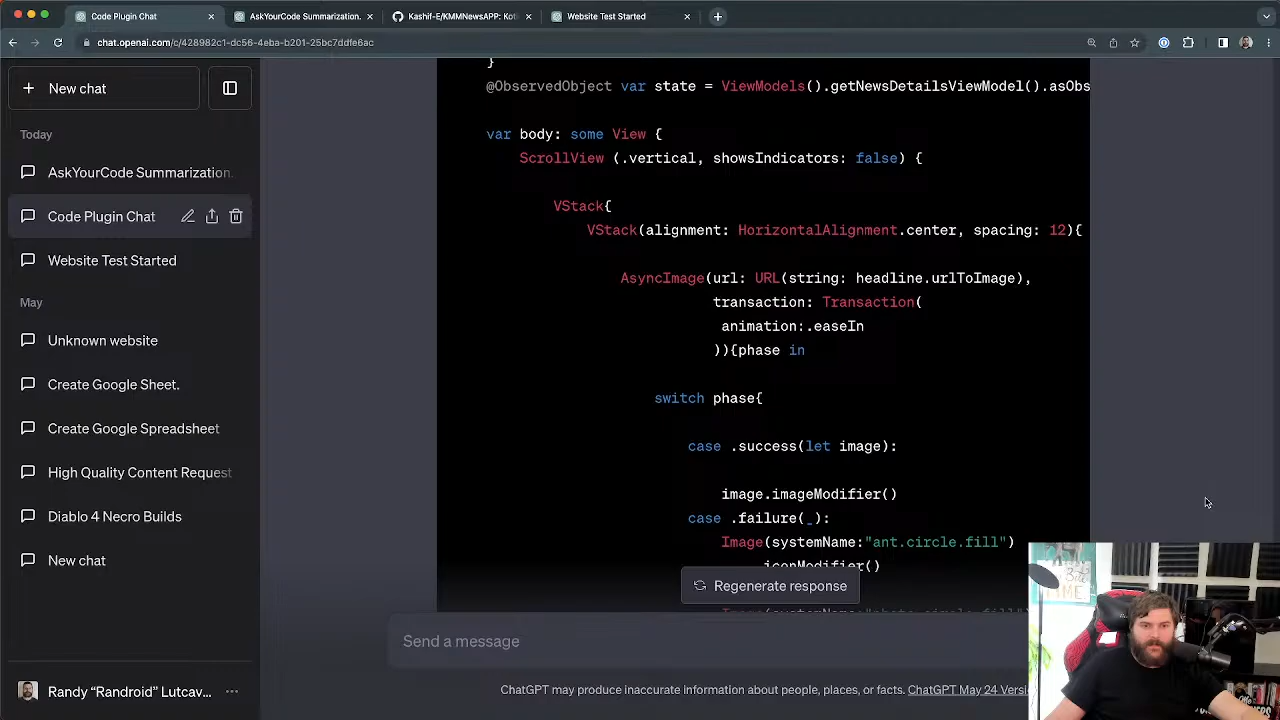 Code Plugin Chat
AskYourCode Summarization.
Kashif-E/KMMNewsAPP: Kot
Website Test Started
chat.openai.com/c/428982c1-dc56-4eba-b201-25bc7ddfe6ac
New chat
Today
AskYourCode Summarization.
Code Plugin Chat
Website Test Started
May
Unknown website
Create Google Sheet.
Create Google Spreadsheet
High Quality Content Request
Diablo 4 Necro Builds
New chat
Randy “Randroid” Lutcav...
}
@ObservedObject var state = ViewModels().getNewsDetailsViewModel().asObs
var body: some View {
ScrollView (.vertical, showsIndicators: false) {
VStack{
VStack(alignment: HorizontalAlignment.center, spacing: 12){
AsyncImage(url: URL(string: headline.urlToImage),
transaction: Transaction(
animation:.easeIn
)){phase in
switch phase{
case .success(let image):
image.imageModifier()
case .failure(_):
Image(systemName:"ant.circle.fill")
.iconModifier()
Regenerate response
Send a message
ChatGPT may produce inaccurate information about people, places, or facts. ChatGPT May 24 Versi